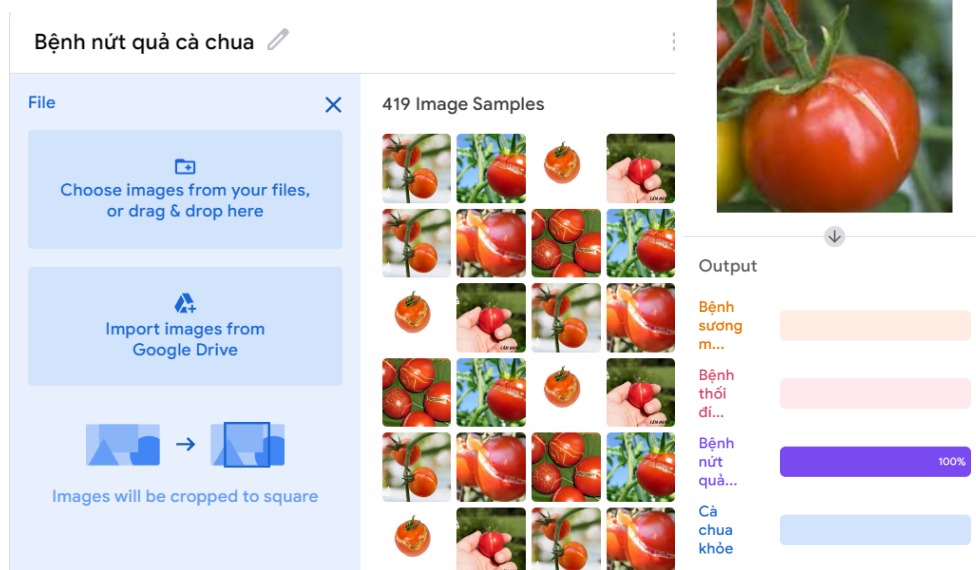 Bệnh nứt quả cà chua
File
Choose images from your files,
or drag & drop here
Import images from
Google Drive
Images will be cropped to square
419 Image Samples
Output
Bệnh
sương
m...
Bệnh
thối
đí...
Bệnh
nứt
quả...
100%
Cà
chua
khỏe